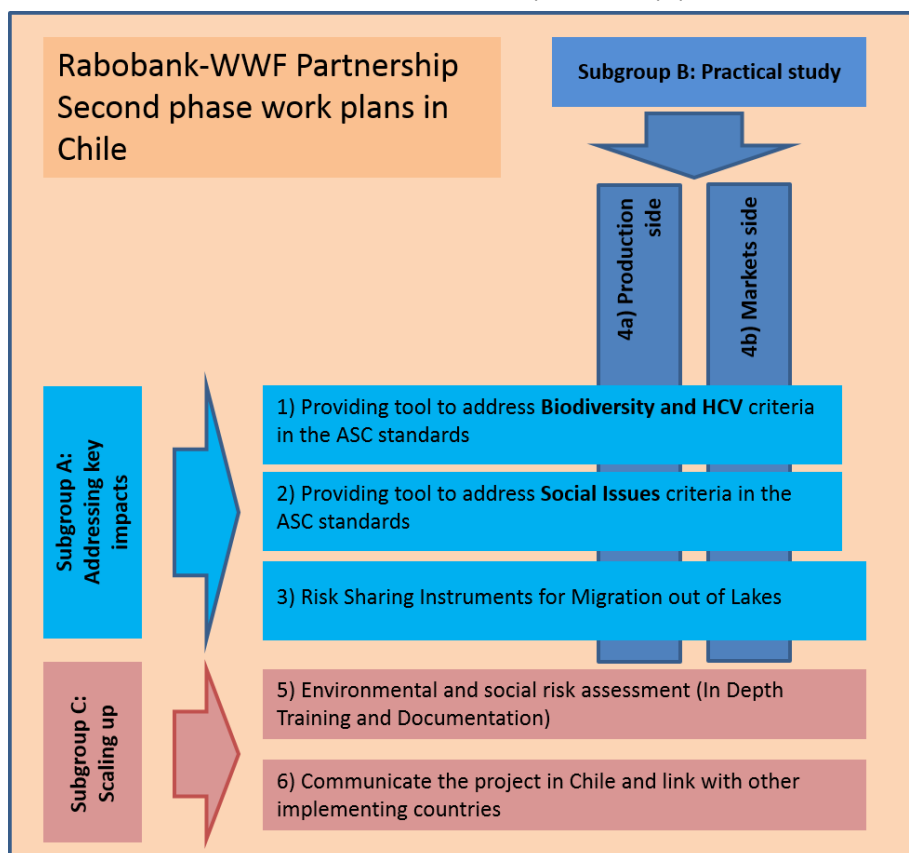 Rabobank-WWF Partnership
Second phase work plans in
Chile
Subgroup B: Practical study
4a) Production
side
4b) Markets side
Subgroup A:
Addressing key
impacts
1) Providing tool to address Biodiversity and HCV criteria
in the ASC standards
2) Providing tool to address Social Issues criteria in the
ASC standards
3) Risk Sharing Instruments for Migration out of Lakes
Subgroup C:
Scaling up
5) Environmental and social risk assessment (In Depth
Training and Documentation)
6) Communicate the project in Chile and link with other
implementing countries